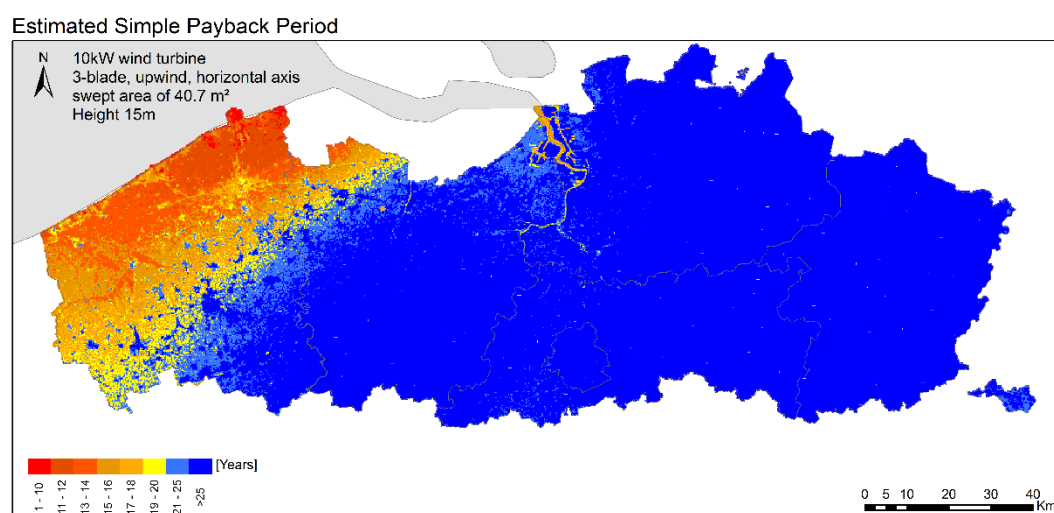 Estimated Simple Payback Period
N
10kW wind turbine
3-blade, upwind, horizontal axis
swept area of 40.7 m²
Height 15m
[Years]
1 - 10
11 - 12
13 - 14
15 - 16
17 - 18
19 - 20
21 - 25
>25
0 5 10 20 30 40
Km